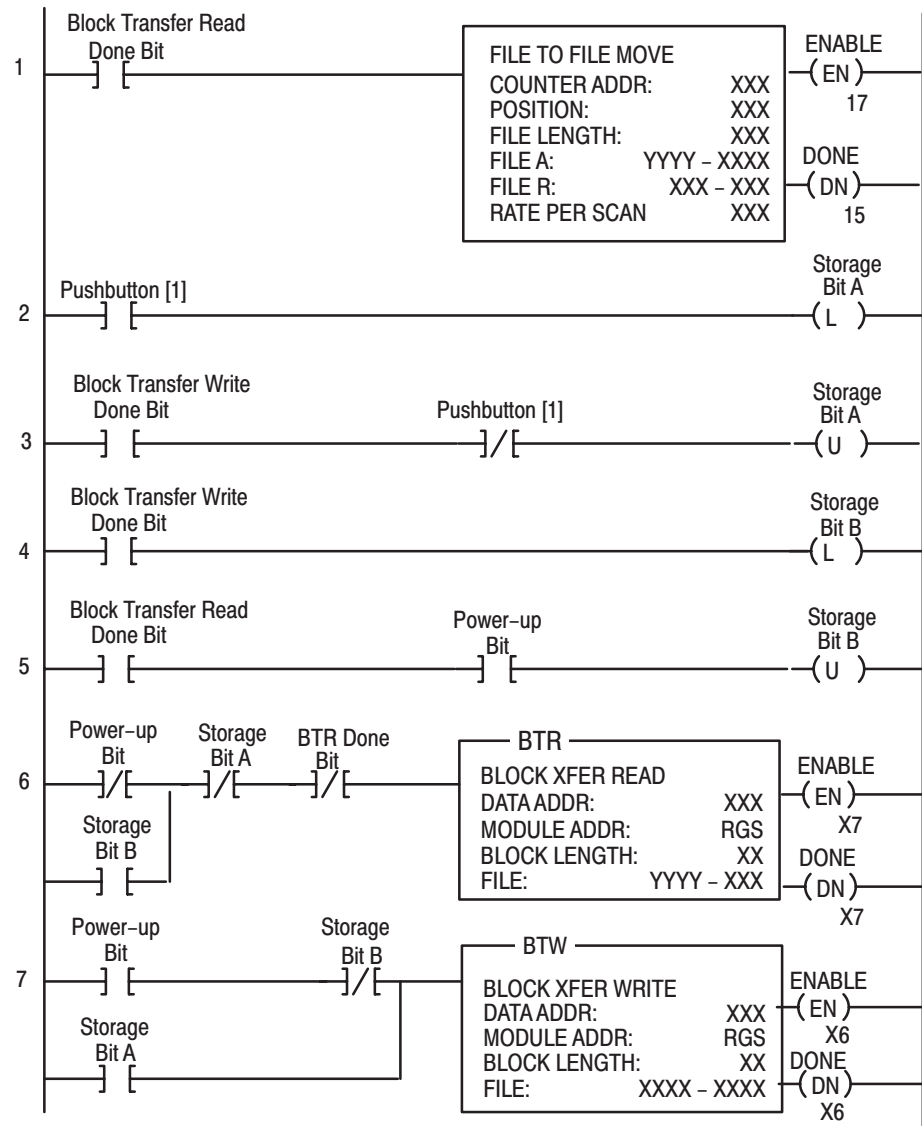 Block Transfer Read
Done Bit
1
FILE TO FILE MOVE
COUNTER ADDR: XXX
POSITION: XXX
FILE LENGTH: XXX
FILE A: YYYY – XXXX
FILE R: XXX – XXX
RATE PER SCAN XXX
ENABLE
EN
17
DONE
DN
15
Pushbutton [1]
2
Storage
Bit A
L
Block Transfer Write
Done Bit
3
Pushbutton [1]
Storage
Bit A
U
Block Transfer Write
Done Bit
4
Storage
Bit B
L
Block Transfer Read
Done Bit
5
Power–up
Bit
Storage
Bit B
U
Power–up
Bit
6
Storage
Bit A
BTR Done
Bit
Storage
Bit B
BTR
BLOCK XFER READ
DATA ADDR: XXX
MODULE ADDR: RGS
BLOCK LENGTH: XX
FILE: YYYY – XXX
ENABLE
EN
X7
DONE
DN
X7
Power–up
Bit
7
Storage
Bit B
Storage
Bit A
BTW
BLOCK XFER WRITE
DATA ADDR: XXX
MODULE ADDR: RGS
BLOCK LENGTH: XX
FILE: XXXX – XXXX
ENABLE
EN
X6
DONE
DN
X6